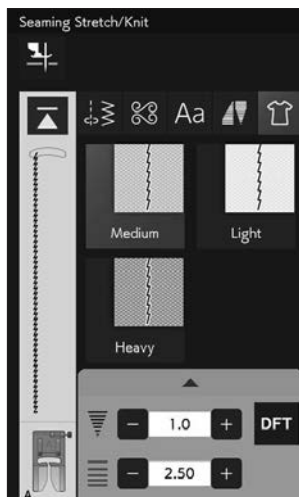 Seaming Stretch/Knit
Aa
Medium
Light
Heavy
1.0
DFT
2.50
A